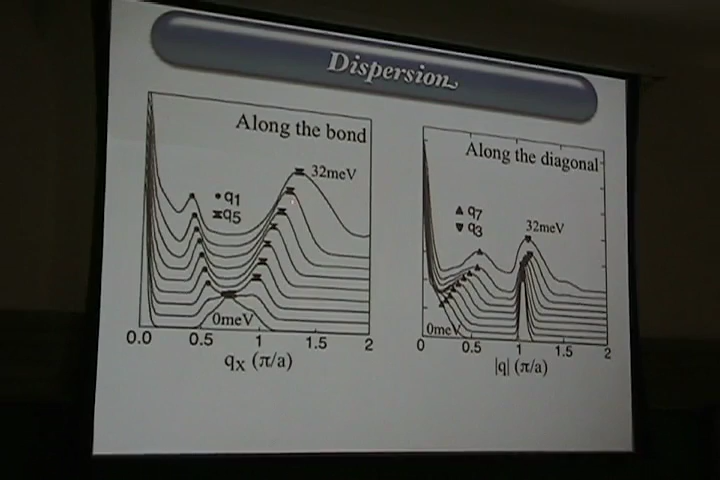 Dispersion
Along the bond
32meV
q1
q5
0meV
0.0 0.5 1 1.5 2
qx (π/a)
Along the diagonal
q7
q3
32meV
0meV
0 0.5 1 1.5 2
|q| (π/a)